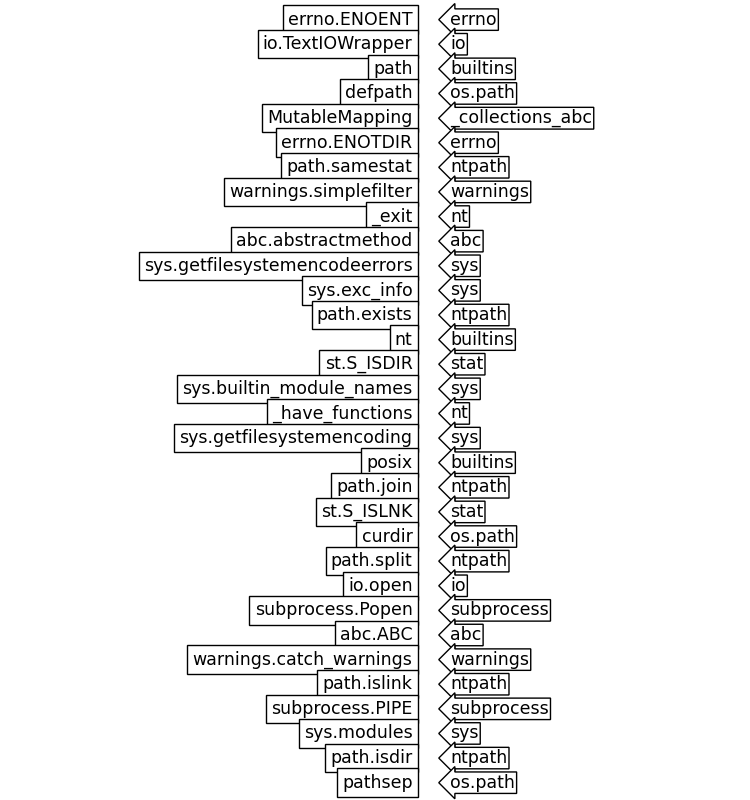 errno.ENOENT errno
io.TextIOWrapper io
path builtins
defpath os.path
MutableMapping _collections_abc
errno.ENOTDIR errno
path.samestat ntpath
warnings.simplefilter warnings
_exit nt
abc.abstractmethod abc
sys.getfilesystemencodeerrors sys
sys.exc_info sys
path.exists ntpath
nt builtins
st.S_ISDIR stat
sys.builtin_module_names sys
_have_functions nt
sys.getfilesystemencoding sys
posix builtins
path.join ntpath
st.S_ISLNK stat
curdir os.path
path.split ntpath
io.open io
subprocess.Popen subprocess
abc.ABC abc
warnings.catch_warnings warnings
path.islink ntpath
subprocess.PIPE subprocess
sys.modules sys
path.isdir ntpath
pathsep os.path